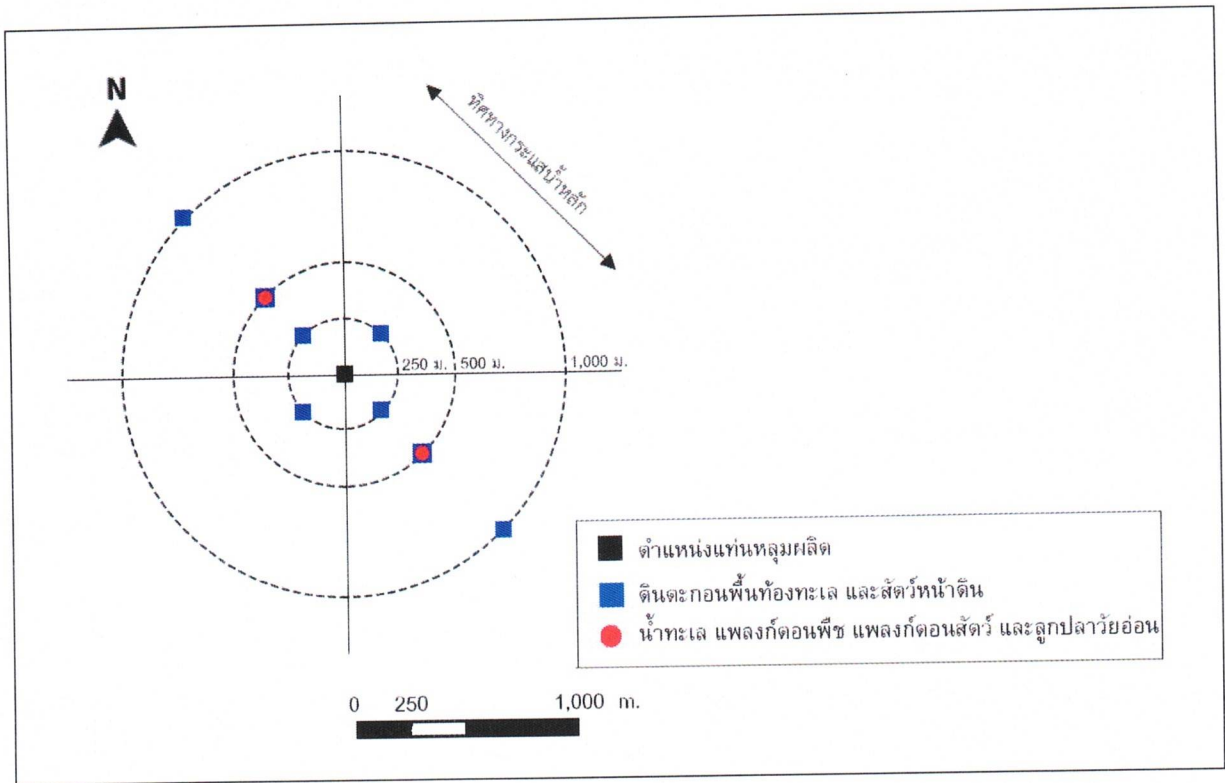 N
ทิศทางกระแสน้ำหลัก
250 ม. 500 ม. 1,000 ม.
ตำแหน่งแท่นหลุมผลิต
ดินตะกอนพื้นท้องทะเล และสัตว์หน้าดิน
น้ำทะเล แพลงก์ตอนพืช แพลงก์ตอนสัตว์ และลูกปลาวัยอ่อน
0 250 1,000 m.